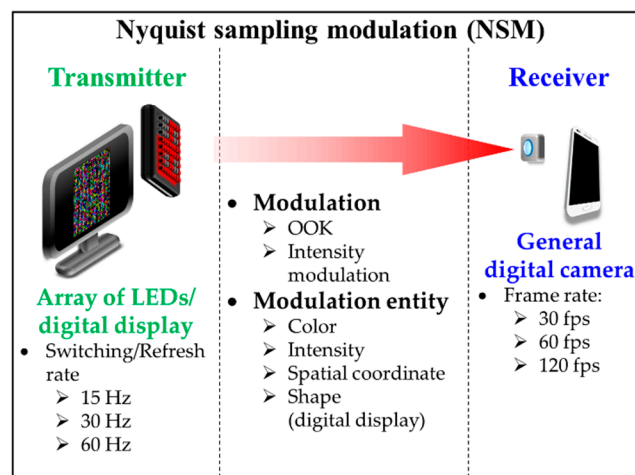 Nyquist sampling modulation (NSM)
Transmitter
Array of LEDs/
digital display
• Switching/Refresh
rate
➢ 15 Hz
➢ 30 Hz
➢ 60 Hz
• Modulation
➢ OOK
➢ Intensity
modulation
• Modulation entity
➢ Color
➢ Intensity
➢ Spatial coordinate
➢ Shape
(digital display)
Receiver
General
digital camera
• Frame rate:
➢ 30 fps
➢ 60 fps
➢ 120 fps